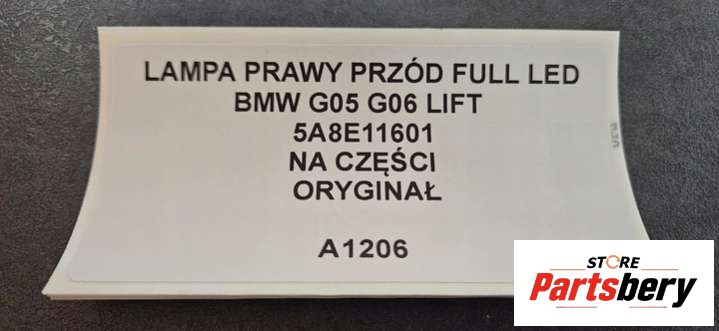 LAMPA PRAWY PRZÓD FULL LED
BMW G05 G06 LIFT
5A8E11601
NA CZĘŚCI
ORYGINAŁ
A1206
STORE
Partsbery